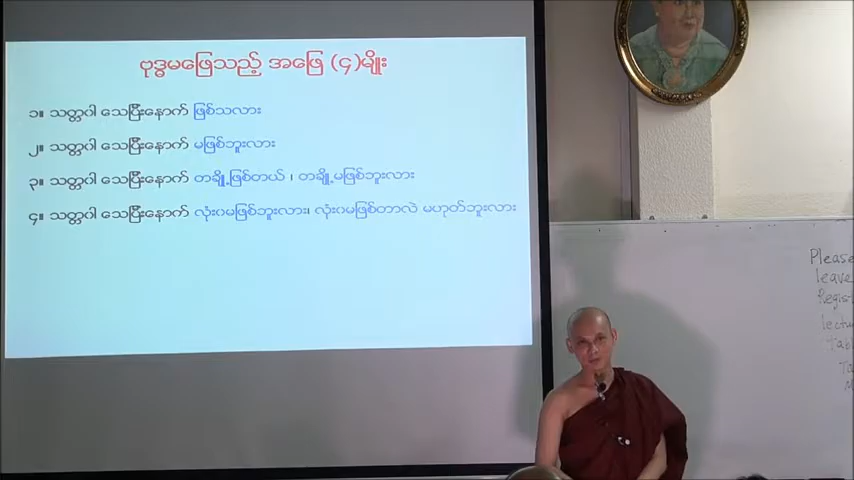 ဗုဒ္ဓမဖြေသည့် အဖြေ (၄)မျိုး
၁။ သတ္တဝါ သေပြီးနောက် ဖြစ်သလား
၂။ သတ္တဝါ သေပြီးနောက် မဖြစ်ဘူးလား
၃။ သတ္တဝါ သေပြီးနောက် တချို့ဖြစ်တယ်၊ တချို့မဖြစ်ဘူးလား
၄။ သတ္တဝါ သေပြီးနောက် လုံးဝမဖြစ်ဘူးလား၊ လုံးဝမဖြစ်တာလဲ မဟုတ်ဘူးလား
Please
leave
Regis
lectu